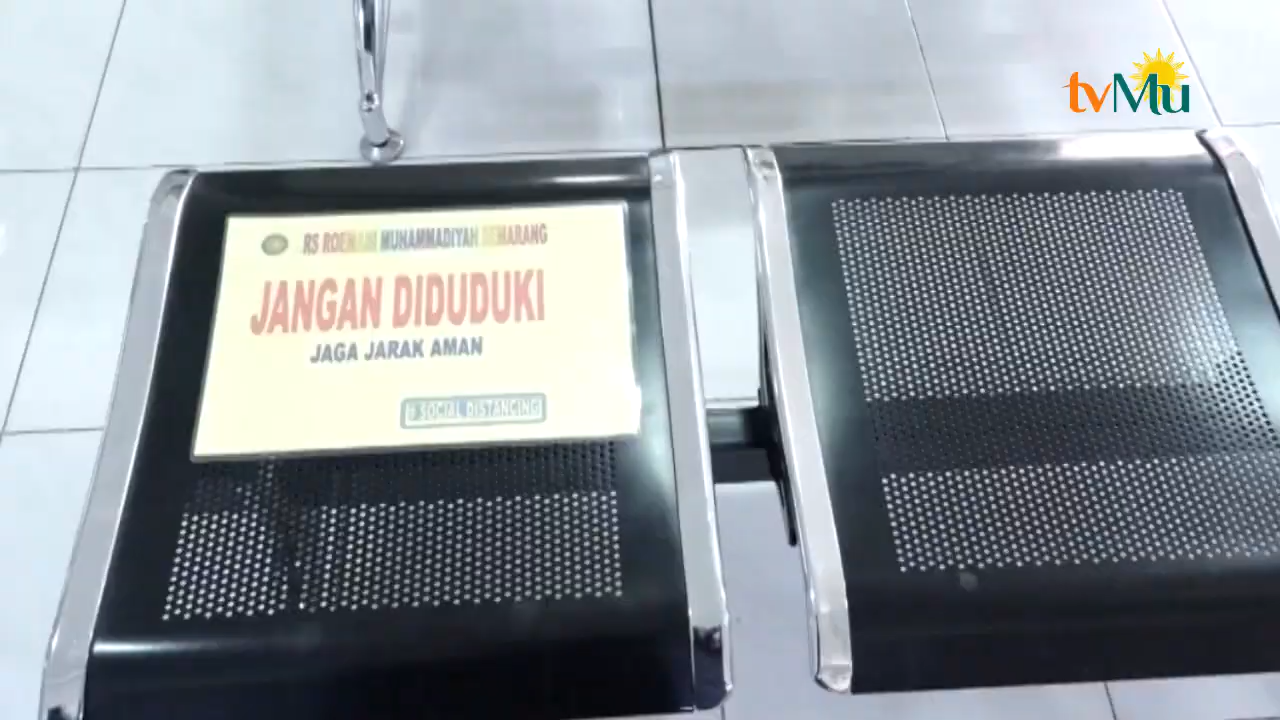 tvMu
RS ROEMANI MUHAMMADIYAH SEMARANG
JANGAN DIDUDUKI
JAGA JARAK AMAN
# SOCIAL DISTANCING